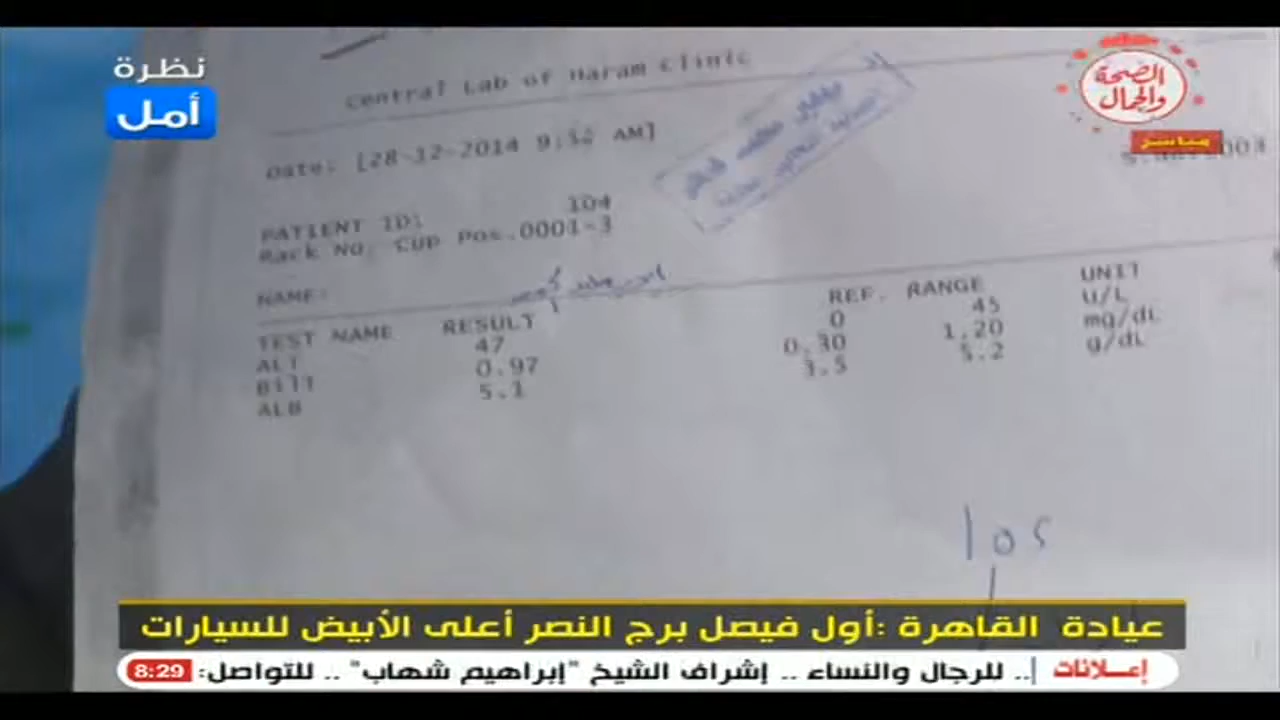 نظرة
أمل
الصحة
والجمال
مباشر
Central Lab of Haram Clinic
Date: [28-12-2014 9:30 AM]
PATIENT ID: 104
Rack No. Cup Pos.0001-3
NAME:
TEST NAME RESULT REF. RANGE UNIT
ALT 47 0 45 U/L
BilT 0.97 0.30 1.20 mg/dL
ALB 5.1 3.5 5.2 g/dL
عيادة القاهرة :أول فيصل برج النصر أعلى الأبيض للسيارات
إعلانات .. للرجال والنساء .. إشراف الشيخ "إبراهيم شهاب" .. للتواصل: 8:29